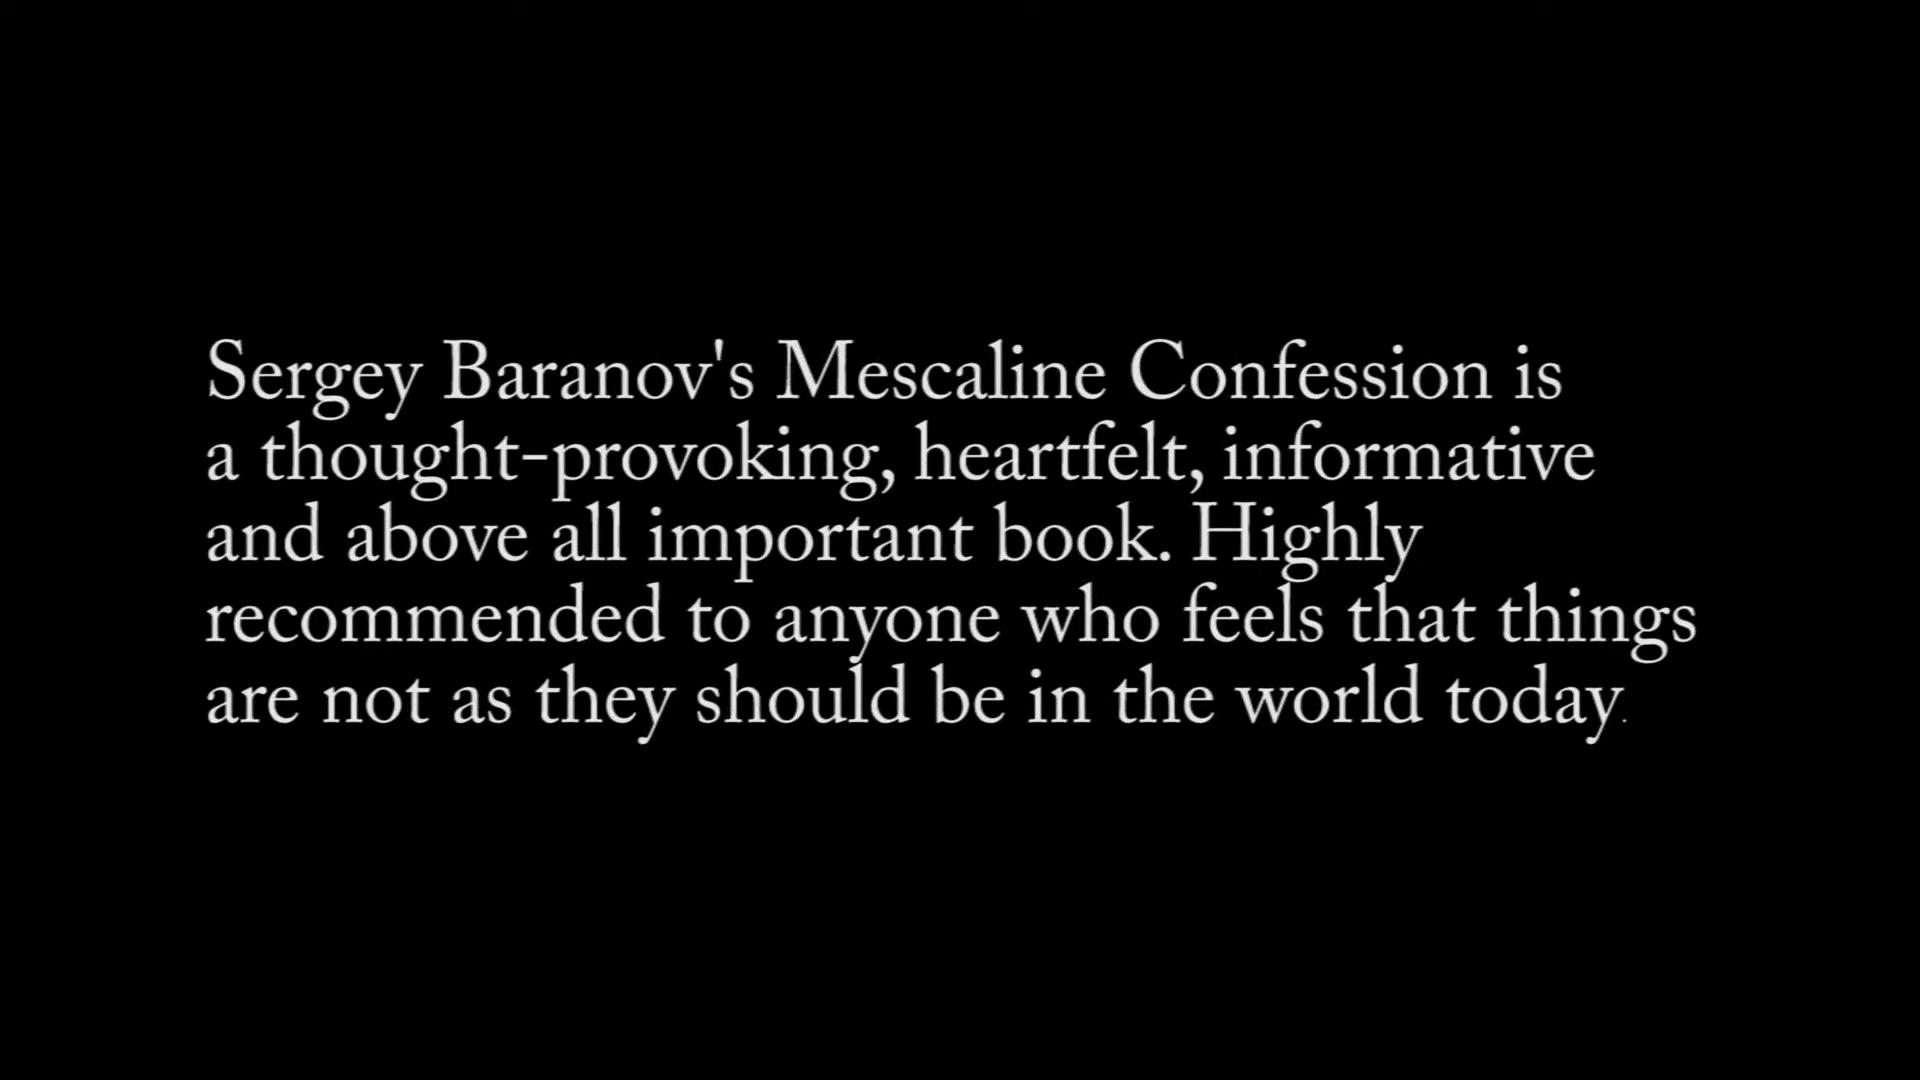 Sergey Baranov's Mescaline Confession is
a thought-provoking, heartfelt, informative
and above all important book. Highly
recommended to anyone who feels that things
are not as they should be in the world today.